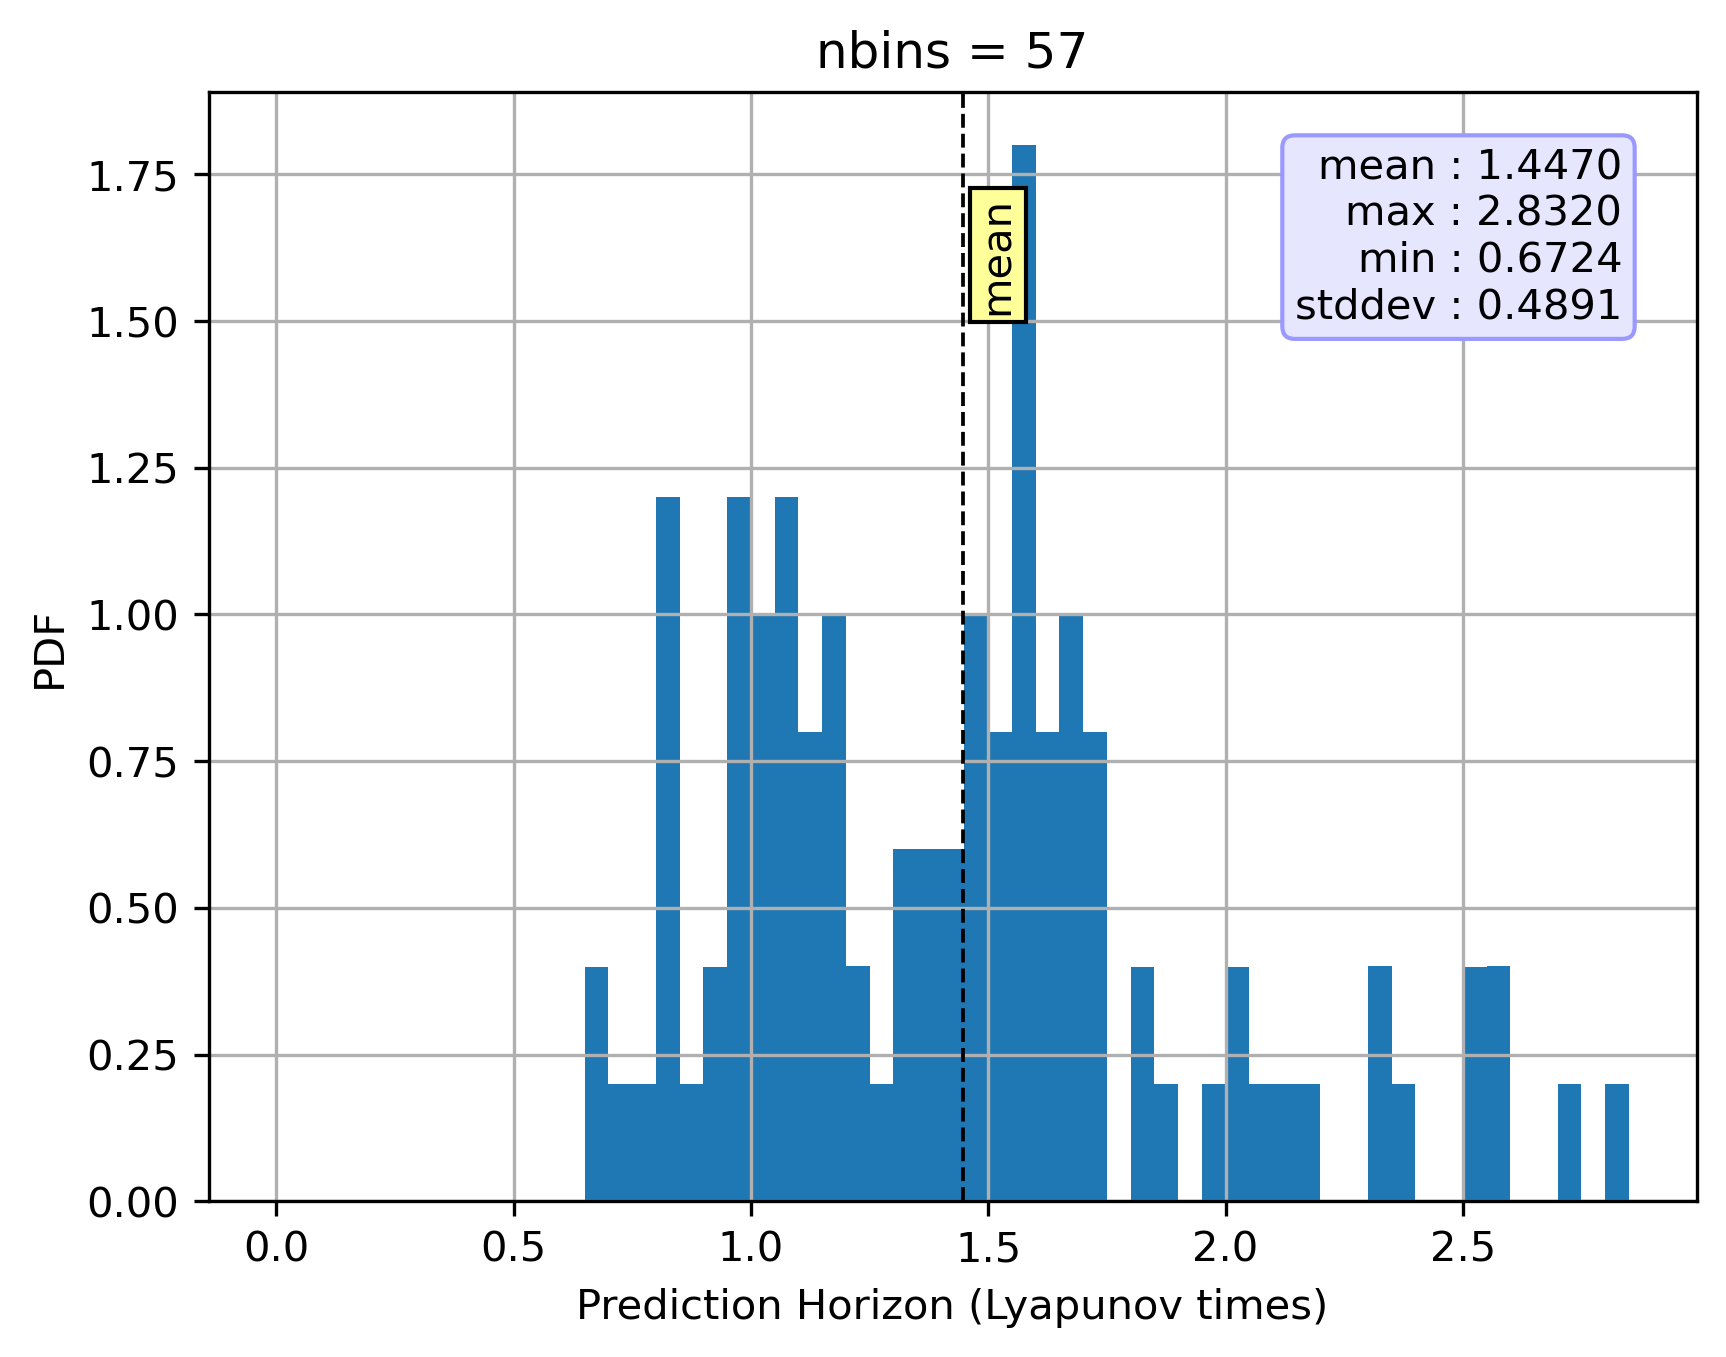 nbins = 57
mean : 1.4470
max : 2.8320
min : 0.6724
stddev : 0.4891
mean
PDF
1.75
1.50
1.25
1.00
0.75
0.50
0.25
0.00
0.0 0.5 1.0 1.5 2.0 2.5
Prediction Horizon (Lyapunov times)